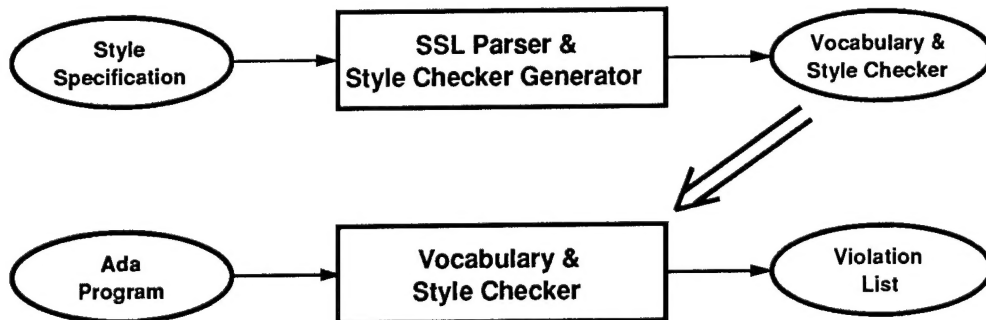 Style
Specification
SSL Parser &
Style Checker Generator
Vocabulary &
Style Checker
Ada
Program
Vocabulary &
Style Checker
Violation
List